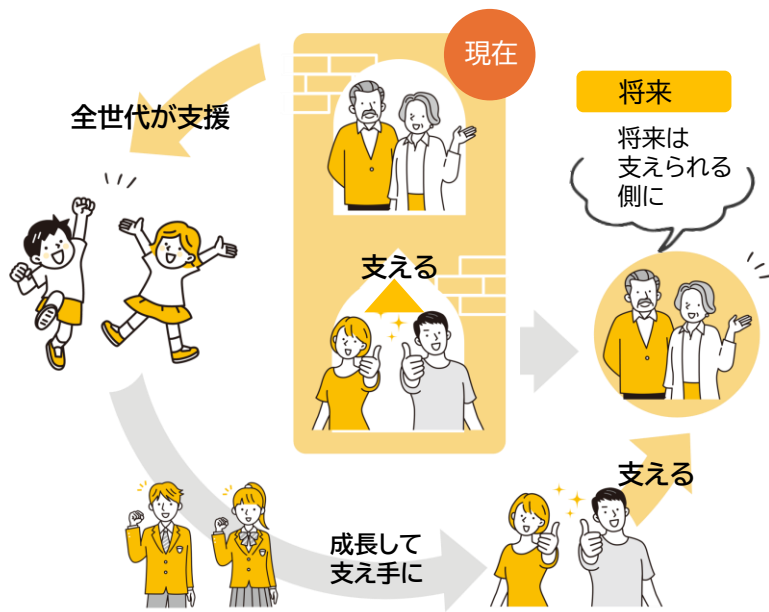 現在
全世代が支援
将来
将来は
支えられる
側に
支える
支える
成長して
支え手に